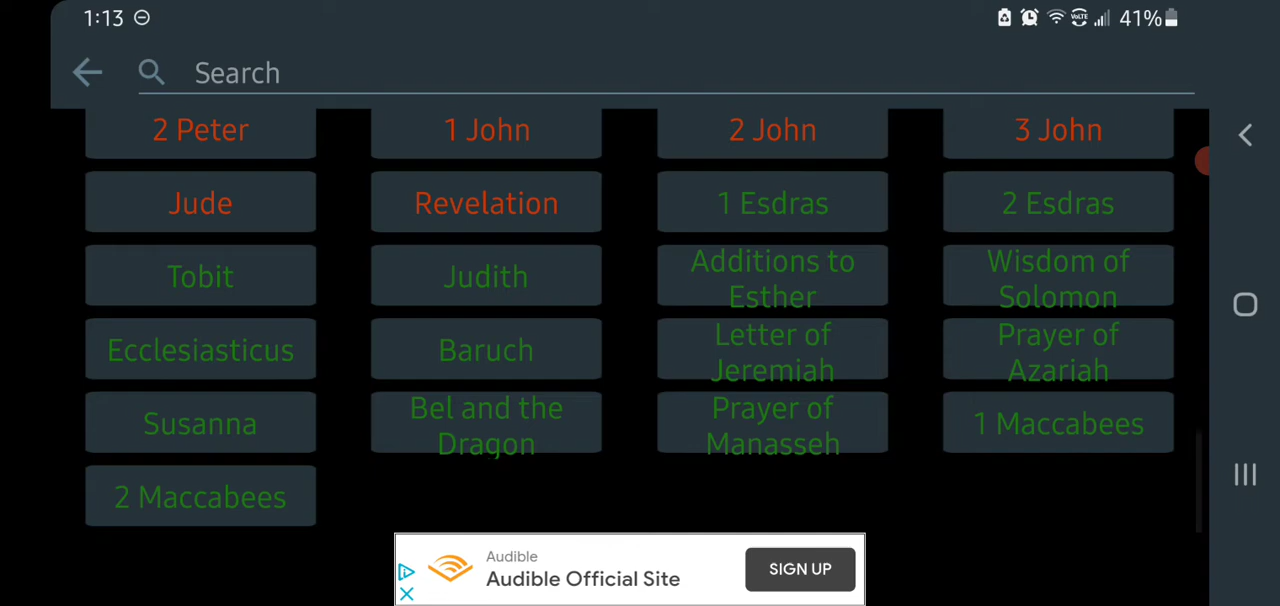 1:13
41%
Search
2 Peter
1 John
2 John
3 John
Jude
Revelation
1 Esdras
2 Esdras
Tobit
Judith
Additions to
Esther
Wisdom of
Solomon
Ecclesiasticus
Baruch
Letter of
Jeremiah
Prayer of
Azariah
Susanna
Bel and the
Dragon
Prayer of
Manasseh
1 Maccabees
2 Maccabees
Audible
Audible Official Site
SIGN UP